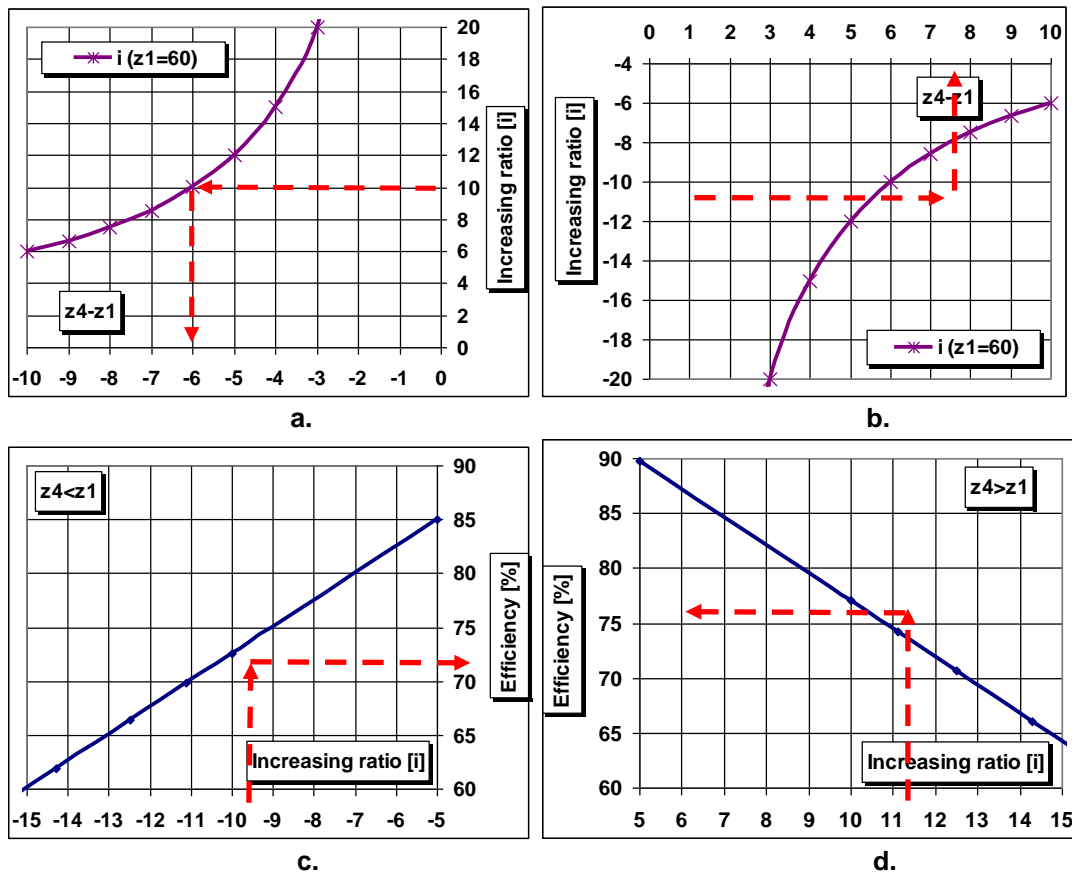 20
18
16
14
12
10
8
6
4
2
0
i (z1=60)
Increasing ratio [i]
z4-z1
-10 -9 -8 -7 -6 -5 -4 -3 -2 -1 0
a.
0 1 2 3 4 5 6 7 8 9 10
-4
-6
-8
-10
-12
-14
-16
-18
-20
z4-z1
Increasing ratio [i]
i (z1=60)
b.
z4<z1
90
85
80
75
70
65
60
Efficiency [%]
Increasing ratio [i]
-15 -14 -13 -12 -11 -10 -9 -8 -7 -6 -5
c.
90
85
80
75
70
65
60
z4>z1
Efficiency [%]
Increasing ratio [i]
5 6 7 8 9 10 11 12 13 14 15
d.